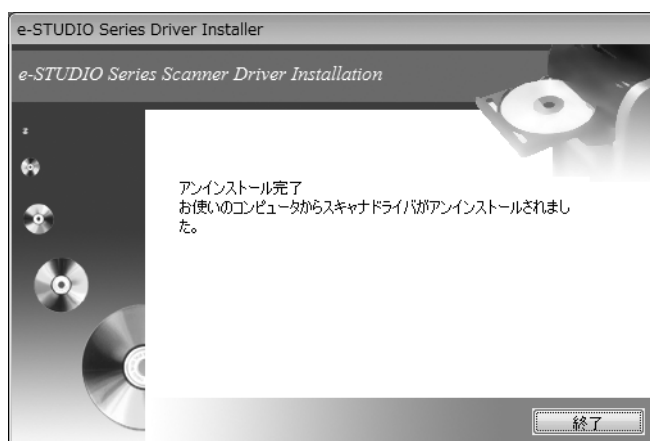 e-STUDIO Series Driver Installer
e-STUDIO Series Scanner Driver Installation
アンインストール完了
お使いのコンピュータからスキャナドライバがアンインストールされまし
た。
終了